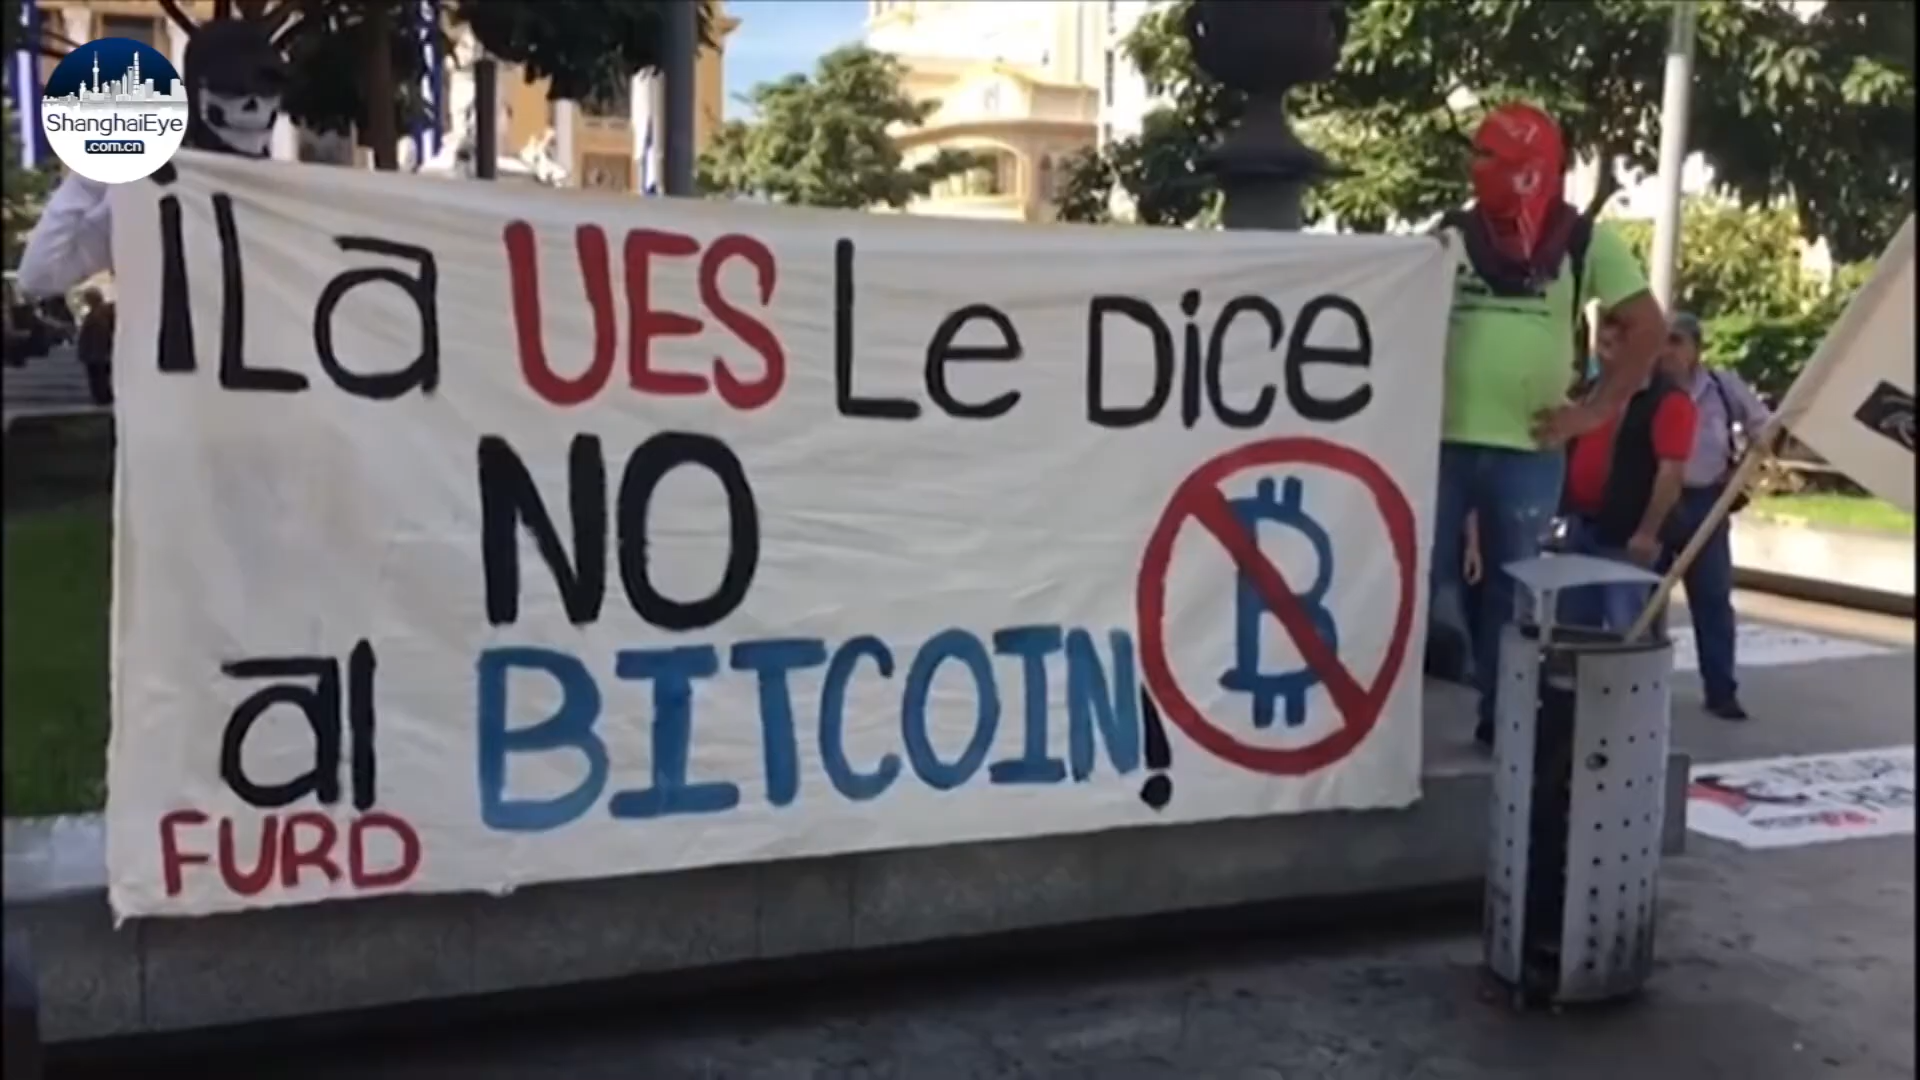 ShanghaiEye
.com.cn
¡La UES Le Dice
NO
al BITCOIN!
FURD